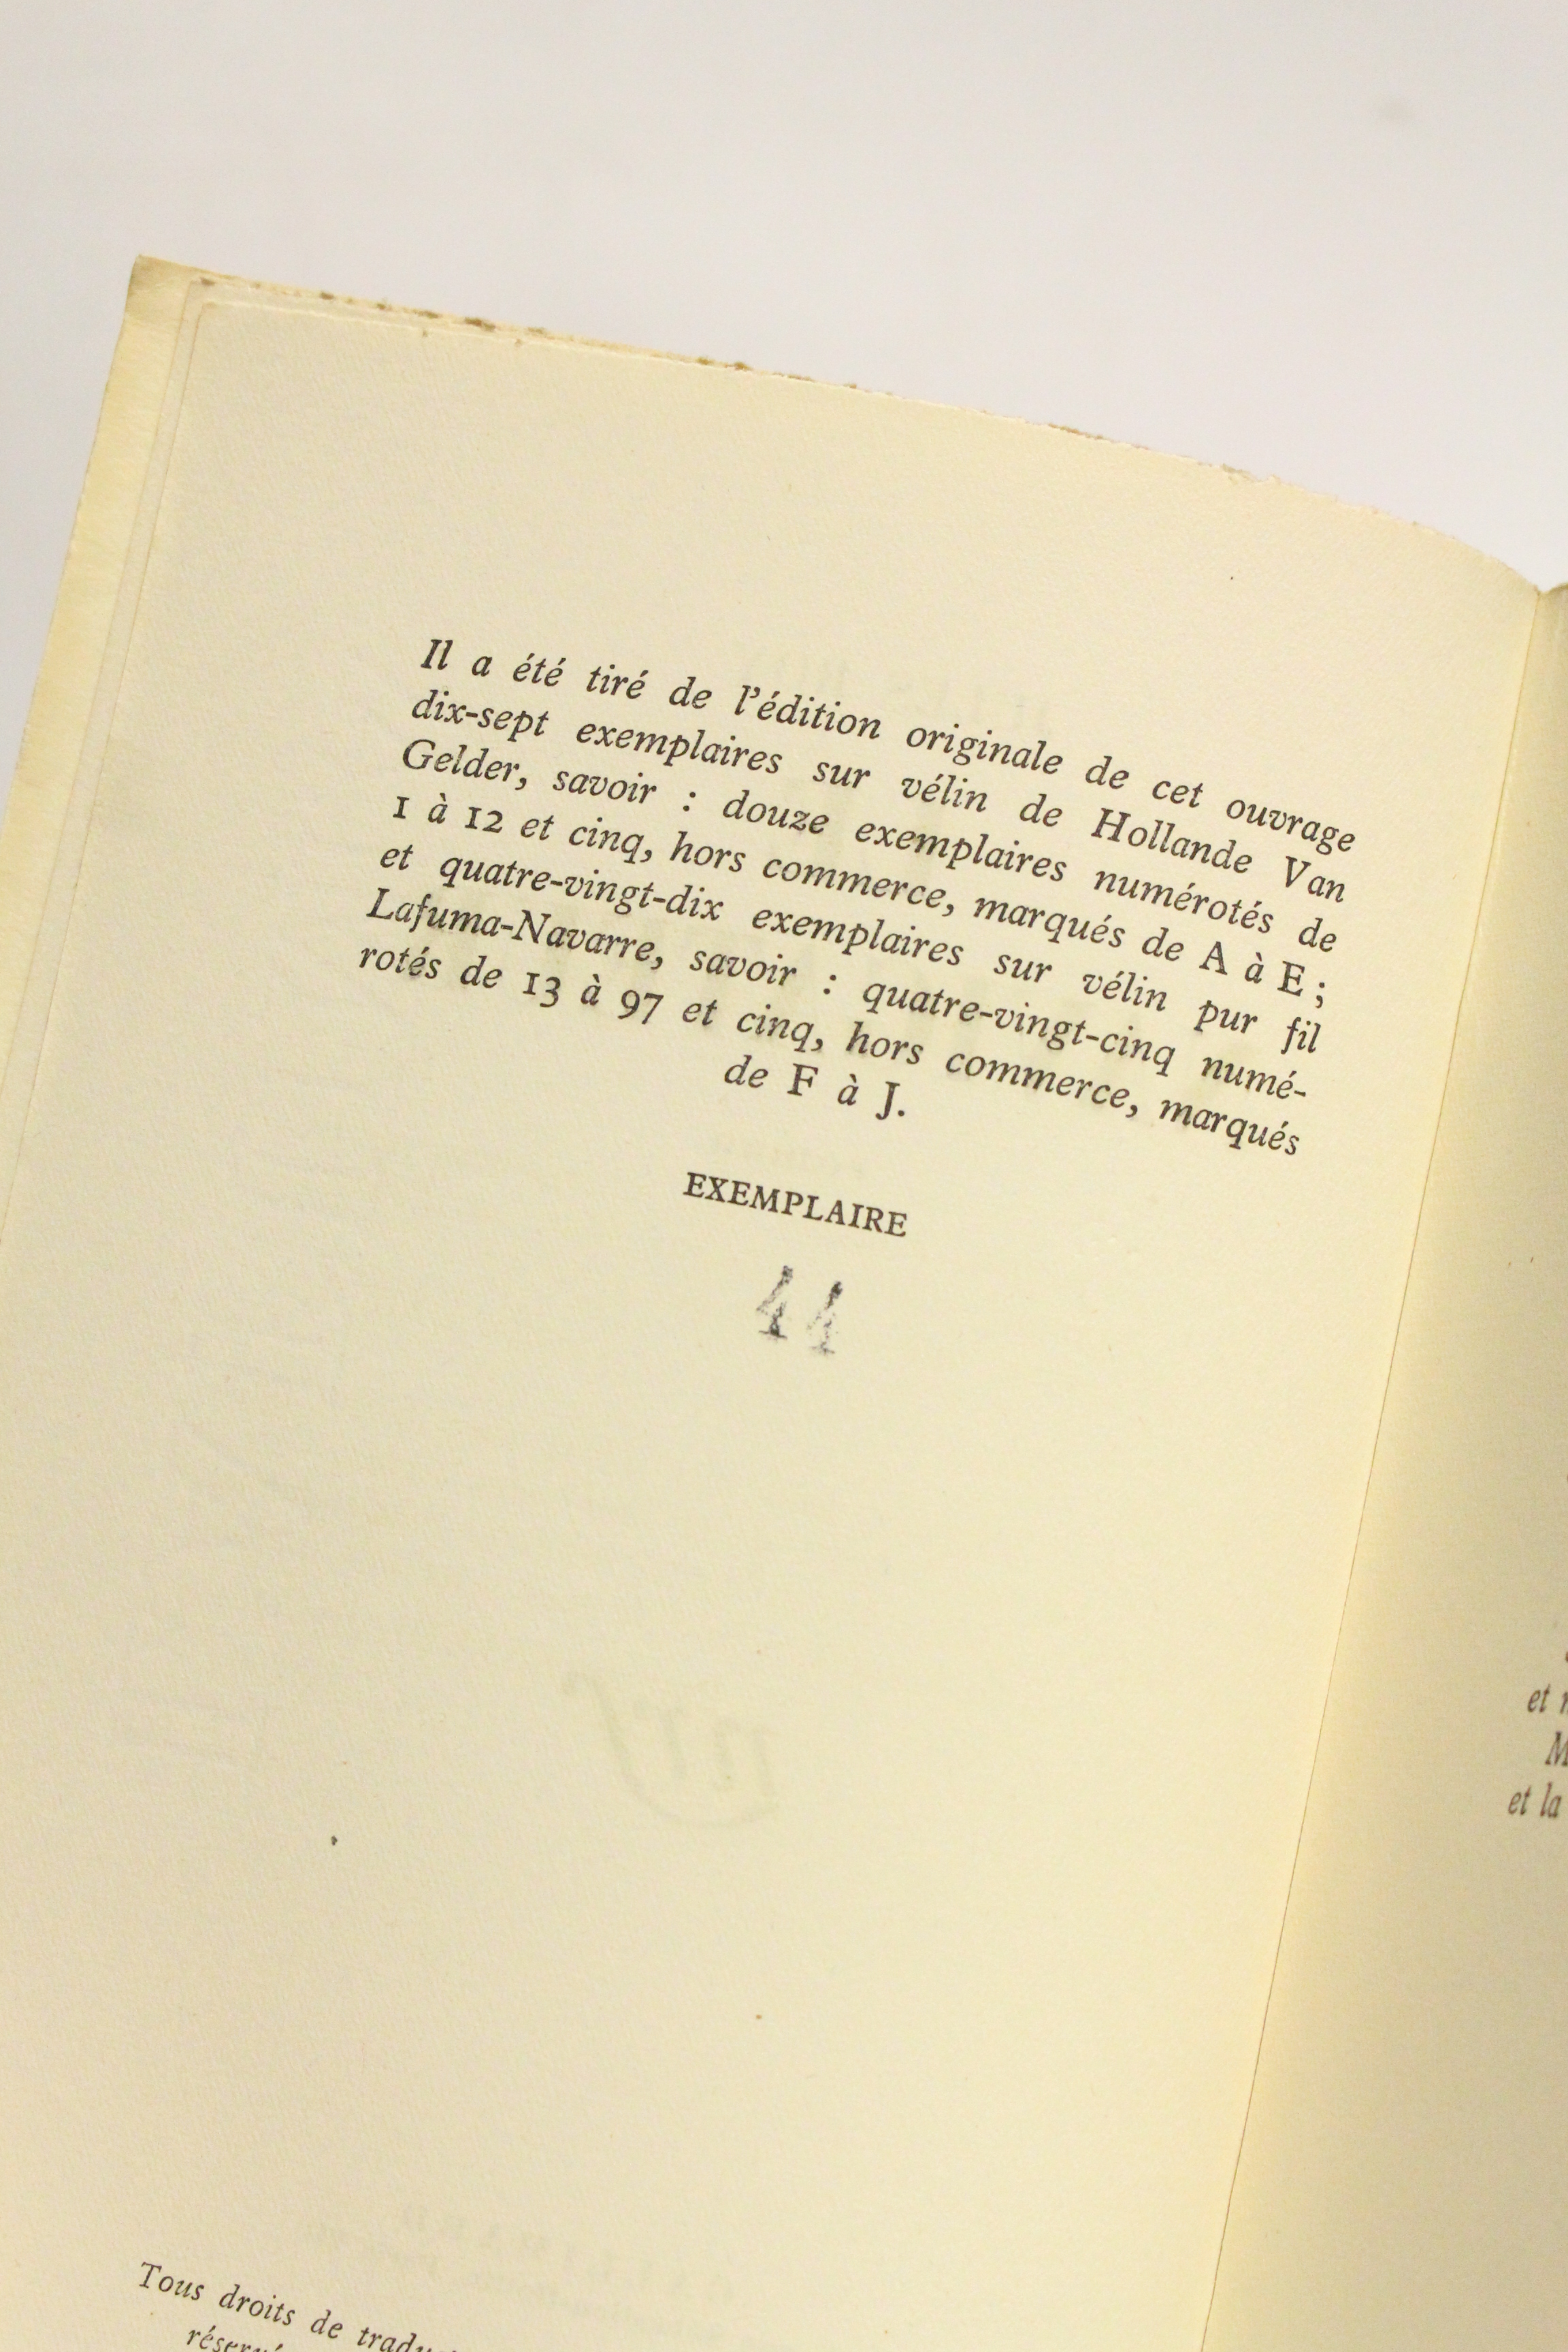 Il a été tiré de l'édition originale de cet ouvrage
dix-sept exemplaires sur vélin de Hollande Van
Gelder, savoir : douze exemplaires numérotés de
1 à 12 et cinq, hors commerce, marqués de A à E ;
et quatre-vingt-dix exemplaires sur vélin pur fil
Lafuma-Navarre, savoir : quatre-vingt-cinq numé-
rotés de 13 à 97 et cinq, hors commerce, marqués
de F à J.
EXEMPLAIRE
44
Tous droits de
et
M
et la